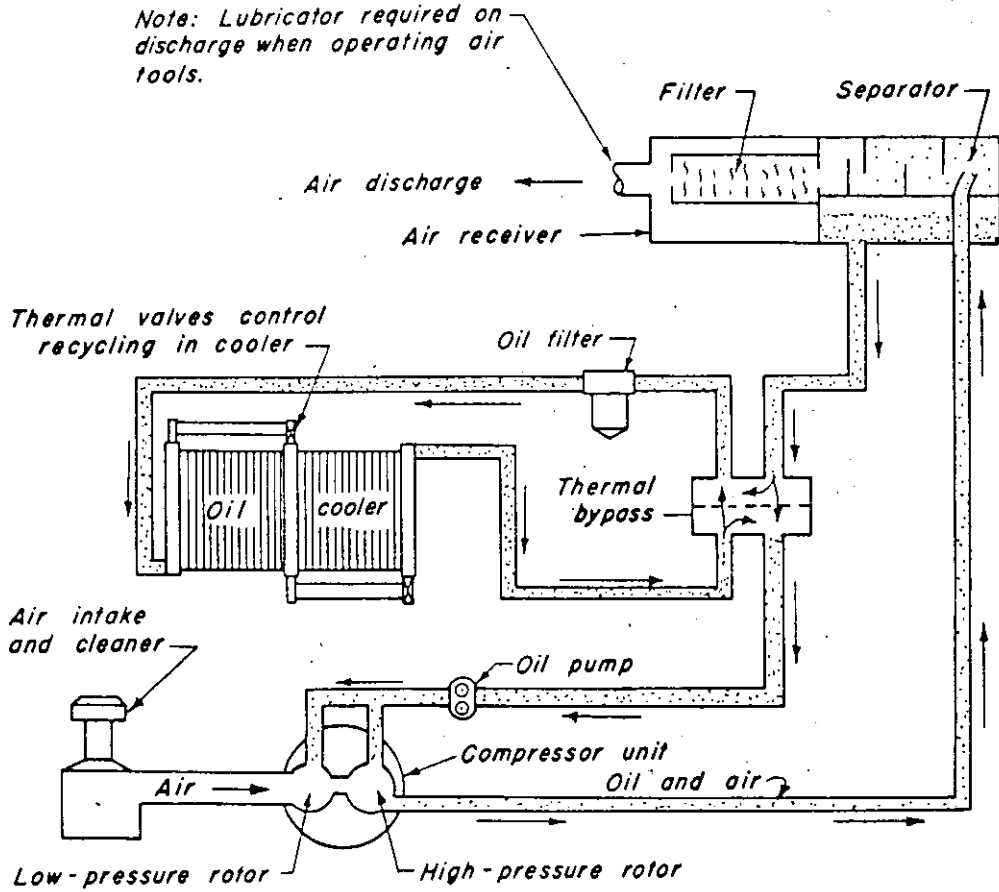 Note: Lubricator required on
discharge when operating air
tools.
Filter
Separator
Air discharge
Air receiver
Thermal valves control
recycling in cooler
Oil filter
Oil
cooler
Thermal
bypass
Air intake
and cleaner
Oil pump
Compressor unit
Air
Oil and air
Low-pressure rotor
High-pressure rotor